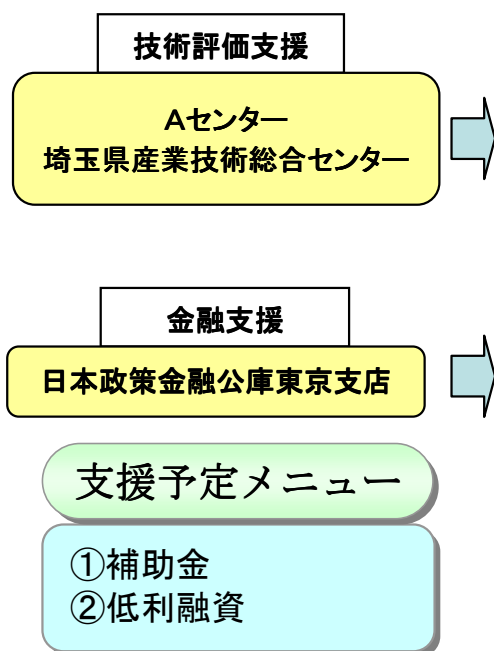 技術評価支援
Aセンター
埼玉県産業技術総合センター
金融支援
日本政策金融公庫東京支店
支援予定メニュー
①補助金
②低利融資